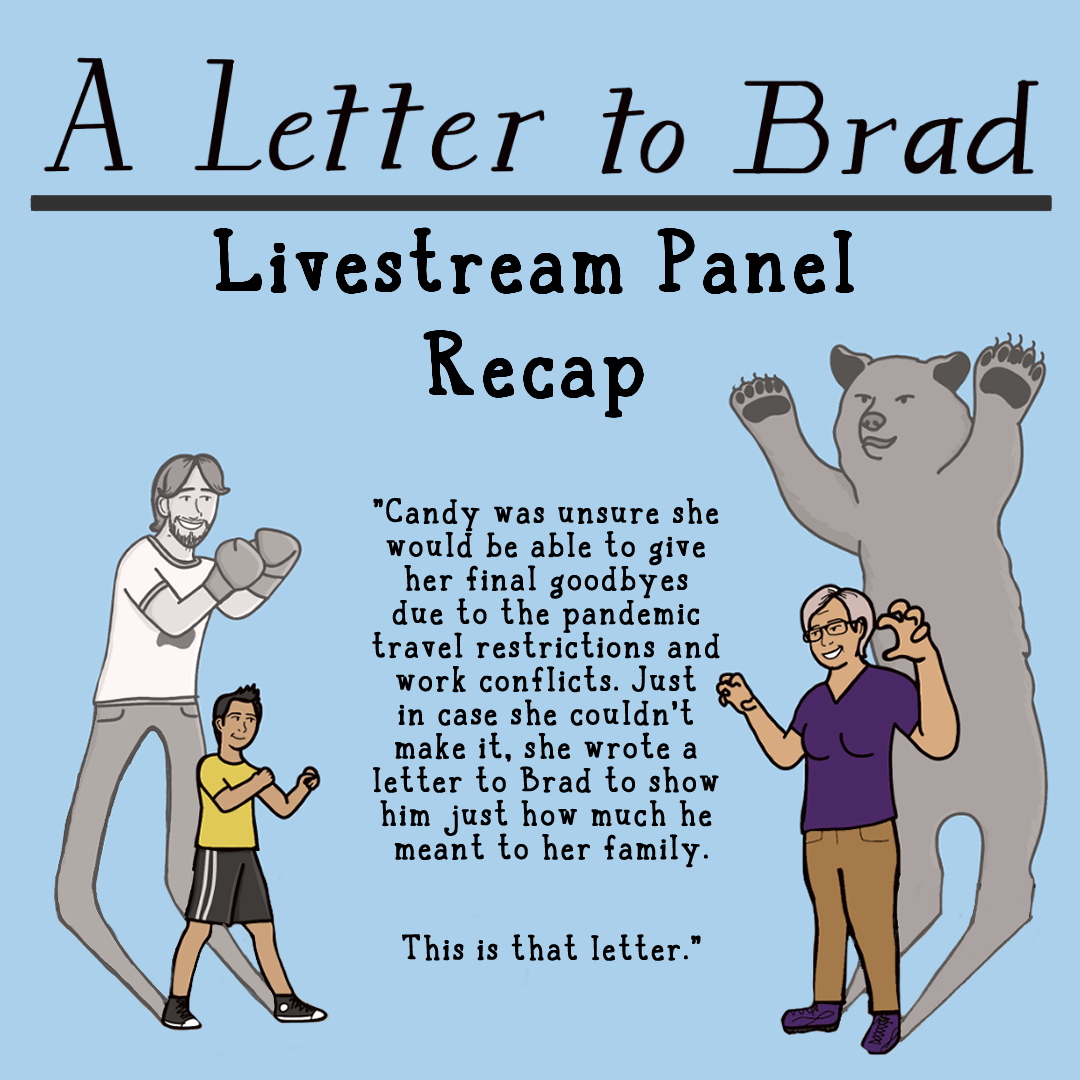 A Letter to Brad
Livestream Panel
Recap
"Candy was unsure she
would be able to give
her final goodbyes
due to the pandemic
travel restrictions and
work conflicts. Just
in case she couldn't
make it, she wrote a
letter to Brad to show
him just how much he
meant to her family.
This is that letter."